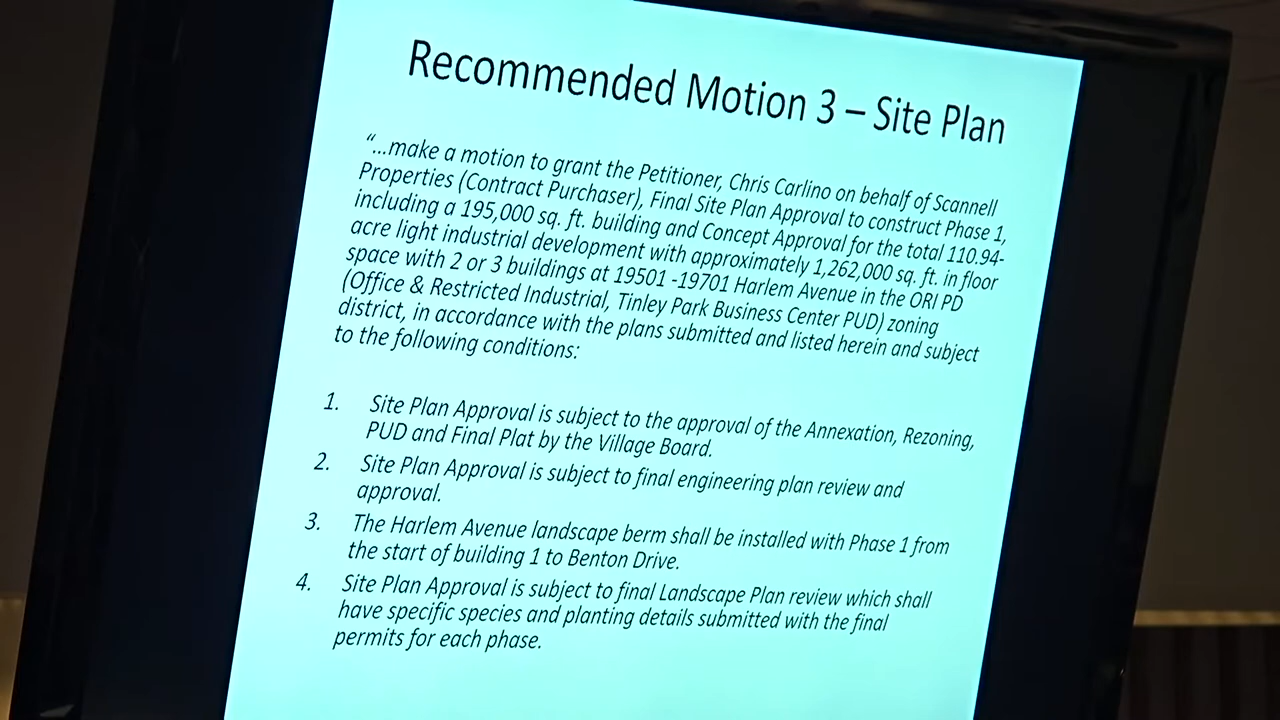 Recommended Motion 3 – Site Plan
“...make a motion to grant the Petitioner, Chris Carlino on behalf of Scannell
Properties (Contract Purchaser), Final Site Plan Approval to construct Phase 1,
including a 195,000 sq. ft. building and Concept Approval for the total 110.94-
acre light industrial development with approximately 1,262,000 sq. ft. in floor
space with 2 or 3 buildings at 19501 -19701 Harlem Avenue in the ORI PD
(Office & Restricted Industrial, Tinley Park Business Center PUD) zoning
district, in accordance with the plans submitted and listed herein and subject
to the following conditions:
1. Site Plan Approval is subject to the approval of the Annexation, Rezoning,
PUD and Final Plat by the Village Board.
2. Site Plan Approval is subject to final engineering plan review and
approval.
3. The Harlem Avenue landscape berm shall be installed with Phase 1 from
the start of building 1 to Benton Drive.
4. Site Plan Approval is subject to final Landscape Plan review which shall
have specific species and planting details submitted with the final
permits for each phase.